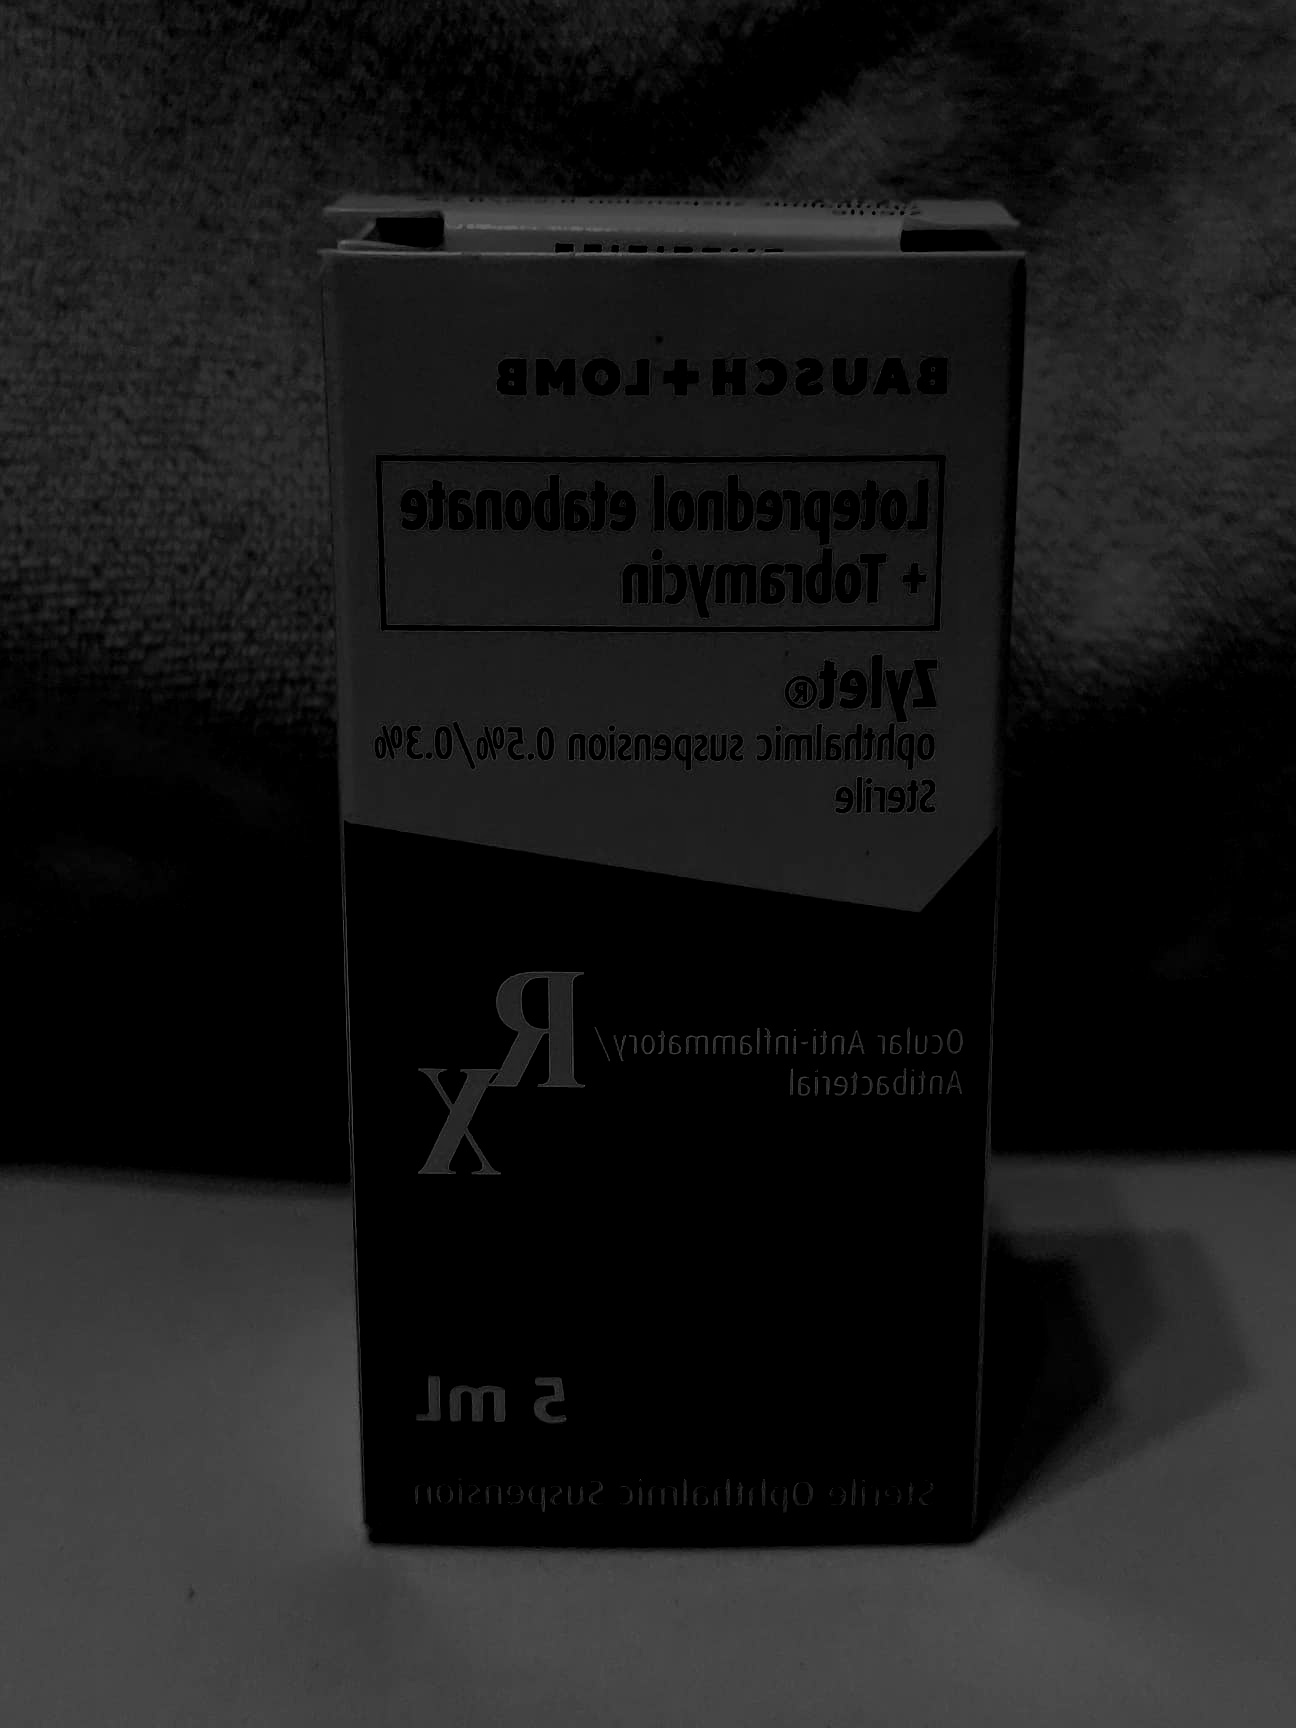 BAUSCH + LOMB
Loteprednol etabonate
+ Tobramycin
Zylet®
ophthalmic suspension 0.5%/0.3%
Sterile
Ocular Anti-inflammatory/
Antibacterial
Rx
5 mL
Sterile Ophthalmic Suspension